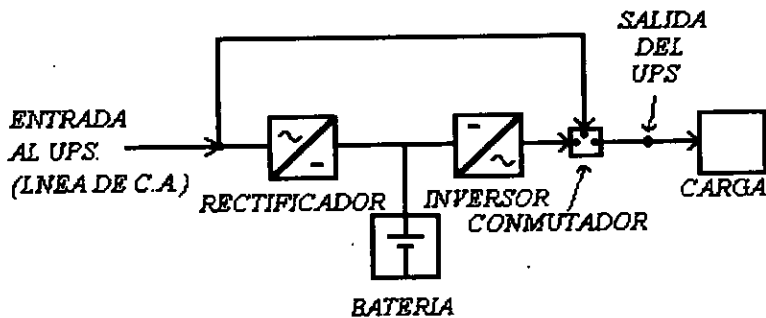 SALIDA
DEL
UPS
ENTRADA
AL UPS.
(LNEA DE C.A.)
RECTIFICADOR
INVERSOR
CONMUTADOR
CARGA
BATERIA